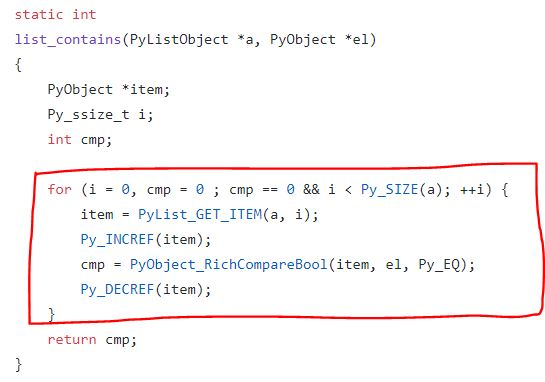 static int
list_contains(PyListObject *a, PyObject *el)
{
    PyObject *item;
    Py_ssize_t i;
    int cmp;
    for (i = 0, cmp = 0 ; cmp == 0 && i < Py_SIZE(a); ++i) {
        item = PyList_GET_ITEM(a, i);
        Py_INCREF(item);
        cmp = PyObject_RichCompareBool(item, el, Py_EQ);
        Py_DECREF(item);
    }
    return cmp;
}